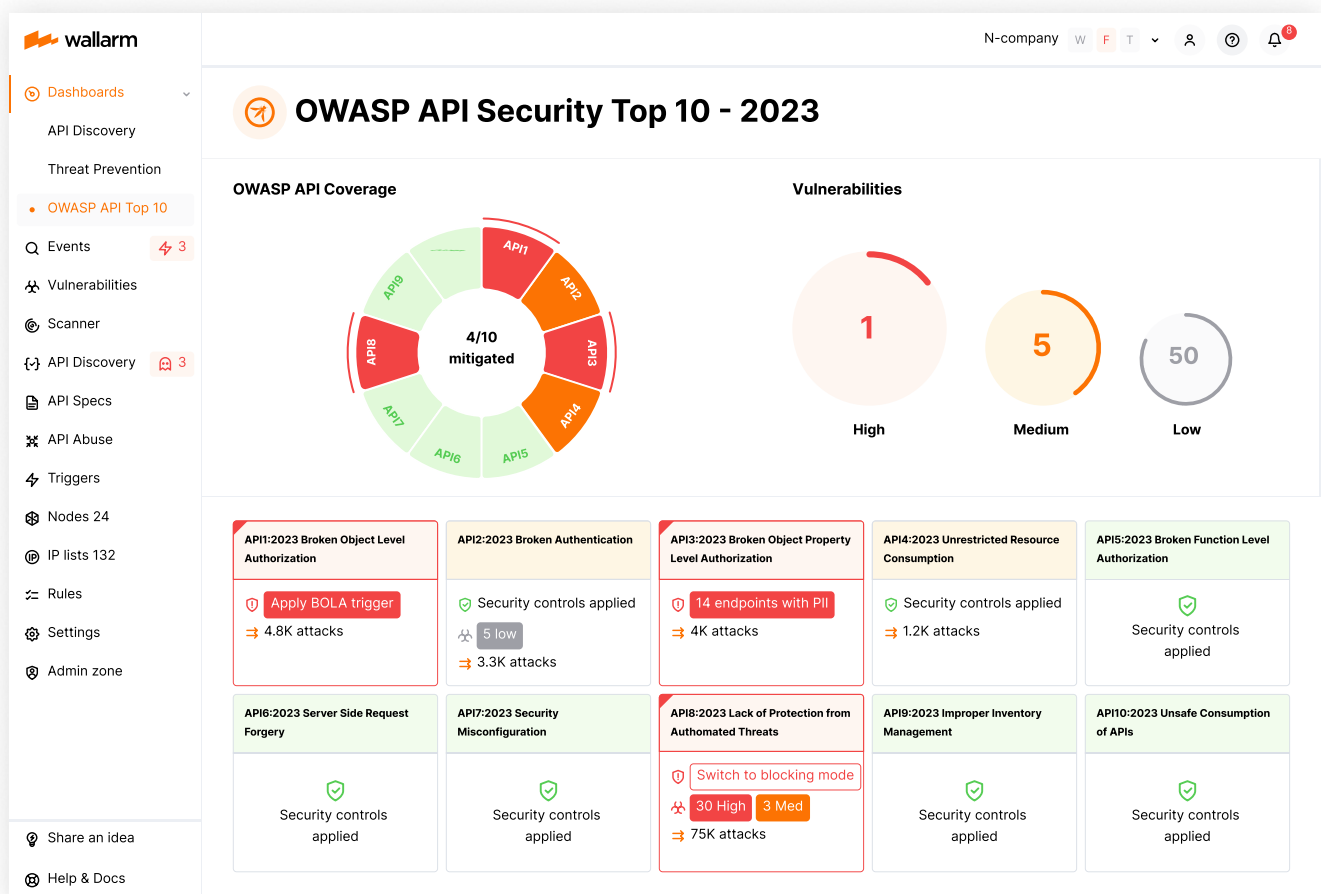 wallarm
N-company
W F T
8
Dashboards
API Discovery
Threat Prevention
OWASP API Top 10
Events 3
Vulnerabilities
Scanner
API Discovery 3
API Specs
API Abuse
Triggers
Nodes 24
IP lists 132
Rules
Settings
Admin zone
Share an idea
Help & Docs
OWASP API Security Top 10 - 2023
OWASP API Coverage
API1
API2
API3
API4
API5
API6
API7
API8
API9
4/10
mitigated
Vulnerabilities
1
High
5
Medium
50
Low
API1:2023 Broken Object Level
Authorization
Apply BOLA trigger
4.8K attacks
API2:2023 Broken Authentication
Security controls applied
5 low
3.3K attacks
API3:2023 Broken Object Property
Level Authorization
14 endpoints with PII
4K attacks
API4:2023 Unrestricted Resource
Consumption
Security controls applied
1.2K attacks
API5:2023 Broken Function Level
Authorization
Security controls
applied
API6:2023 Server Side Request
Forgery
Security controls
applied
API7:2023 Security
Misconfiguration
Security controls
applied
API8:2023 Lack of Protection from
Authomated Threats
Switch to blocking mode
30 High 3 Med
75K attacks
API9:2023 Improper Inventory
Management
Security controls
applied
API10:2023 Unsafe Consumption
of APIs
Security controls
applied